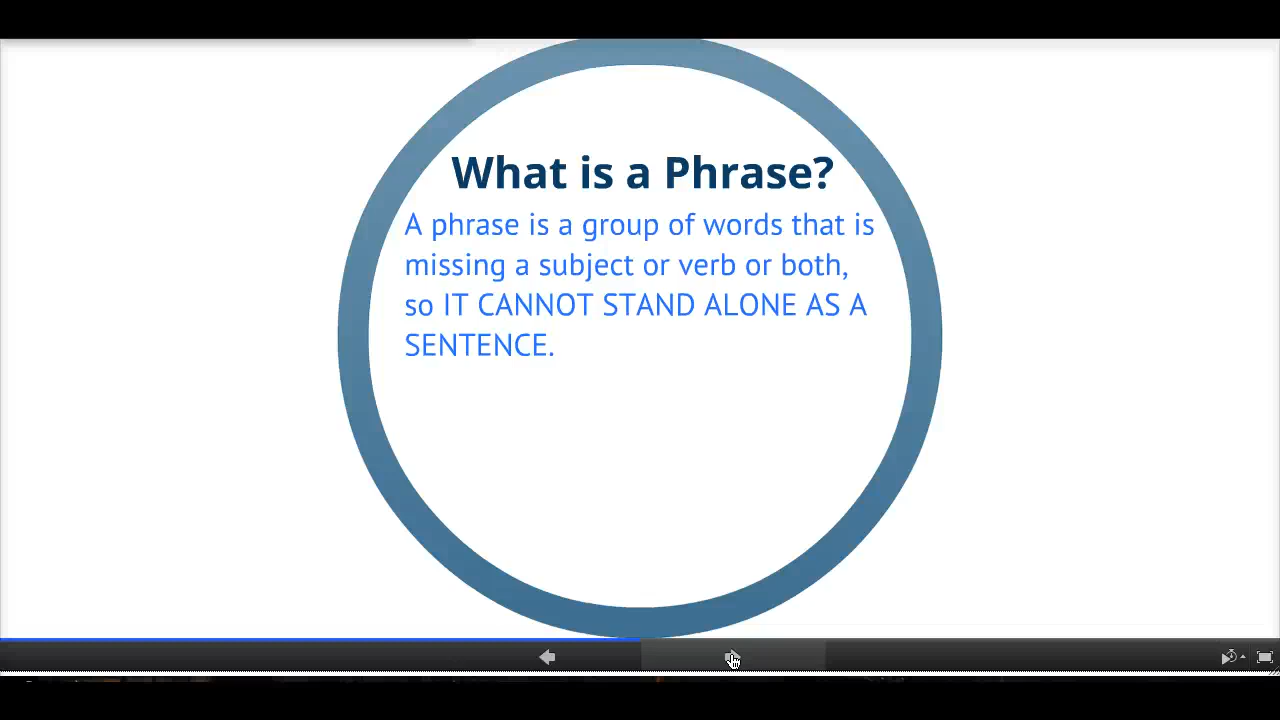 What is a Phrase?
A phrase is a group of words that is
missing a subject or verb or both,
so IT CANNOT STAND ALONE AS A
SENTENCE.